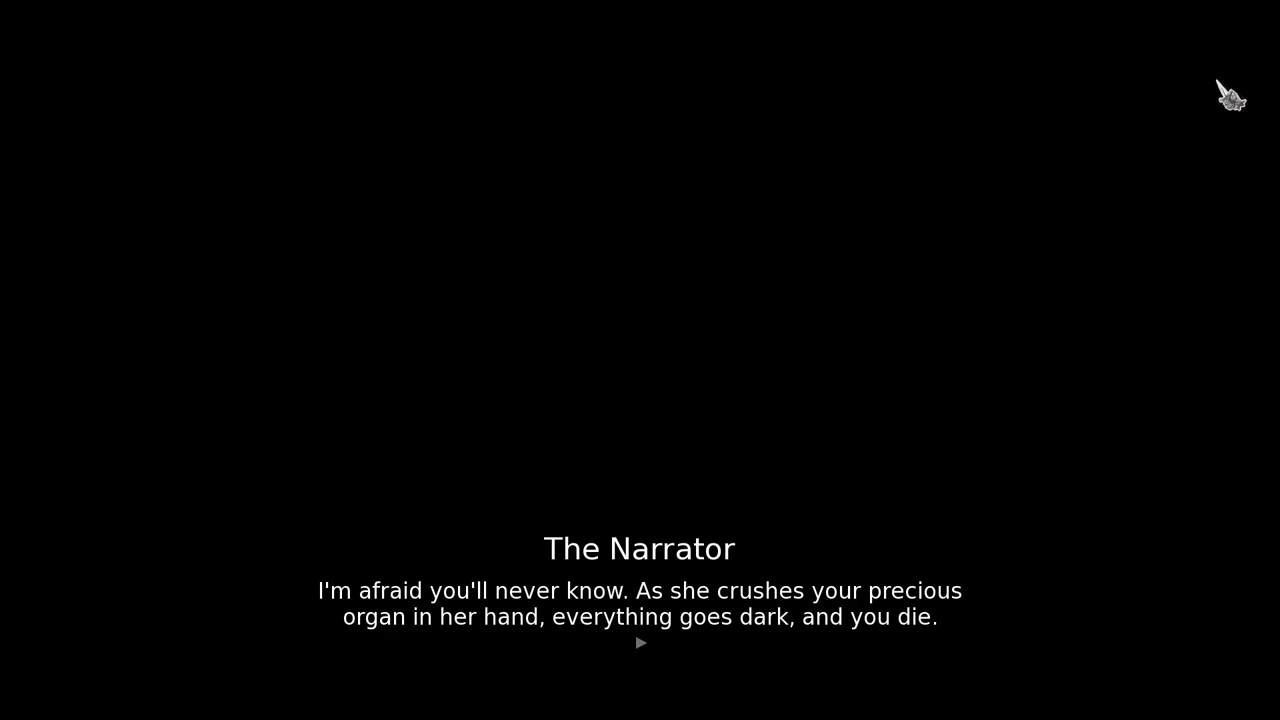 The Narrator
I'm afraid you'll never know. As she crushes your precious
organ in her hand, everything goes dark, and you die.